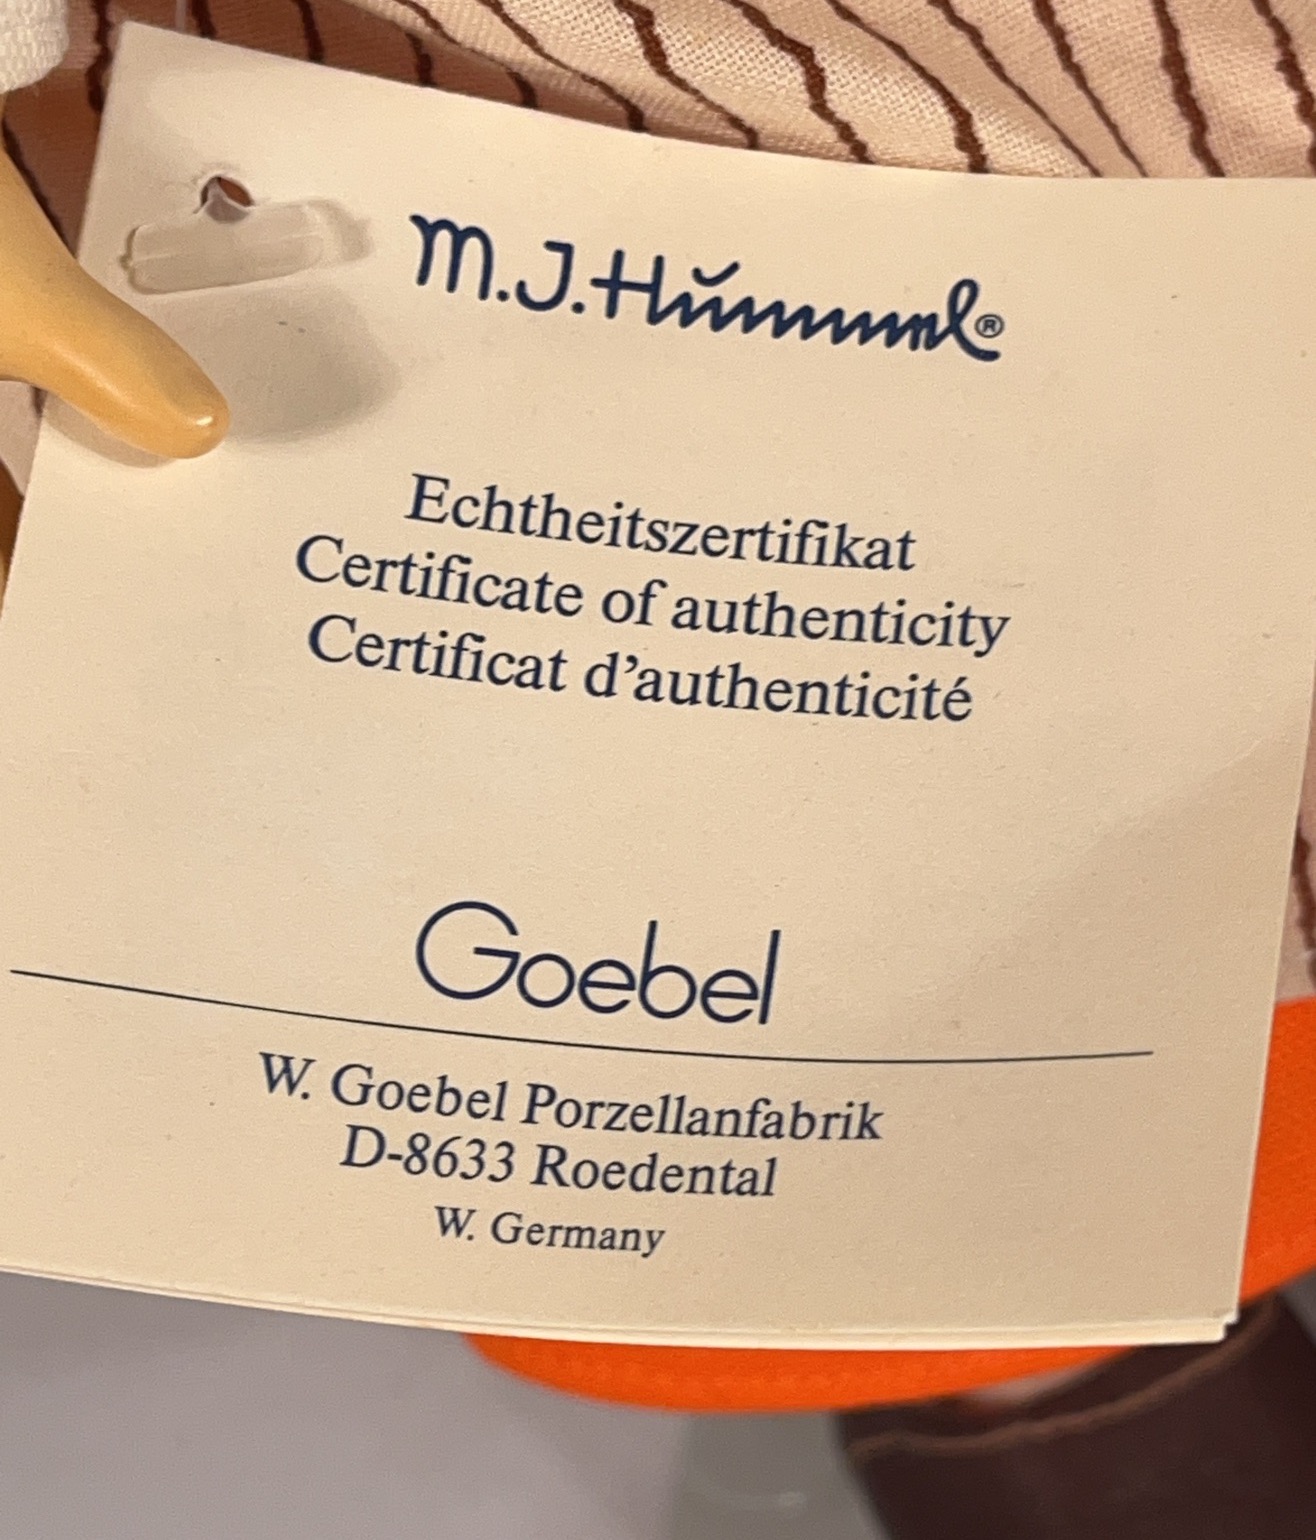 M.J.Hummel®
Echtheitszertifikat
Certificate of authenticity
Certificat d'authenticité
Goebel
W. Goebel Porzellanfabrik
D-8633 Roedental
W. Germany